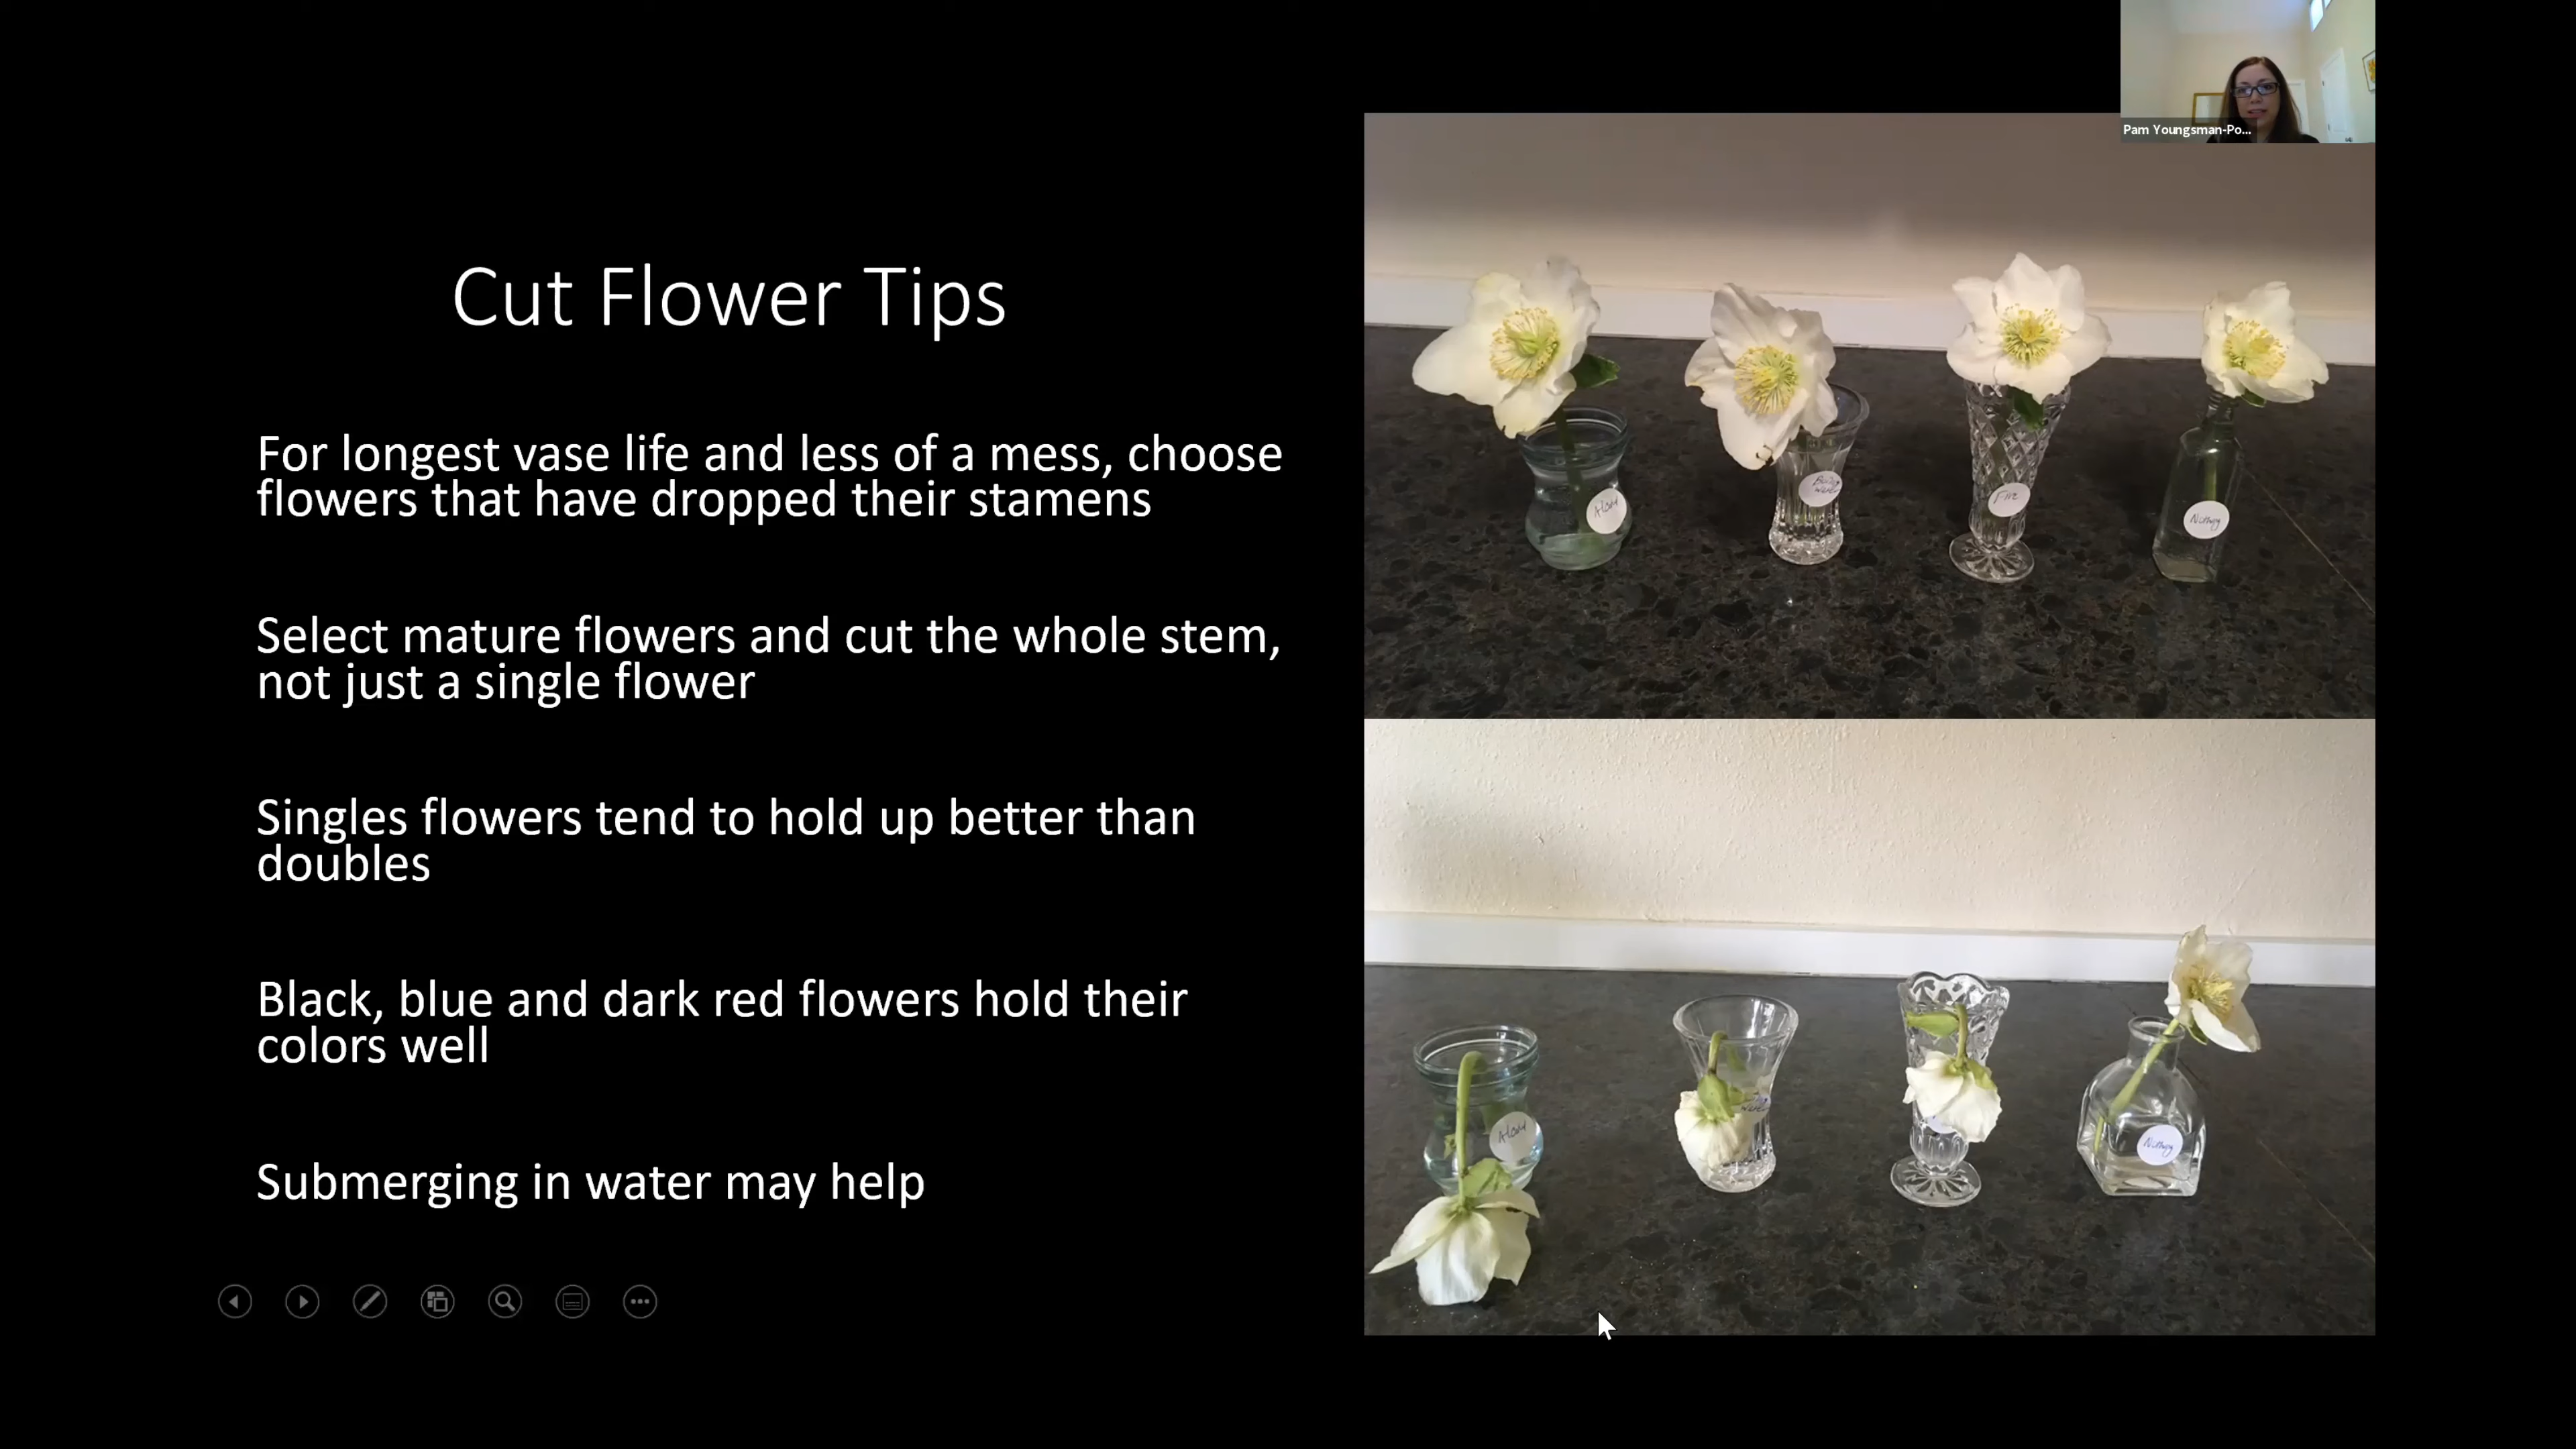 Pam Youngsman-Po...
Cut Flower Tips
For longest vase life and less of a mess, choose
flowers that have dropped their stamens
Select mature flowers and cut the whole stem,
not just a single flower
Singles flowers tend to hold up better than
doubles
Black, blue and dark red flowers hold their
colors well
Submerging in water may help
Fire